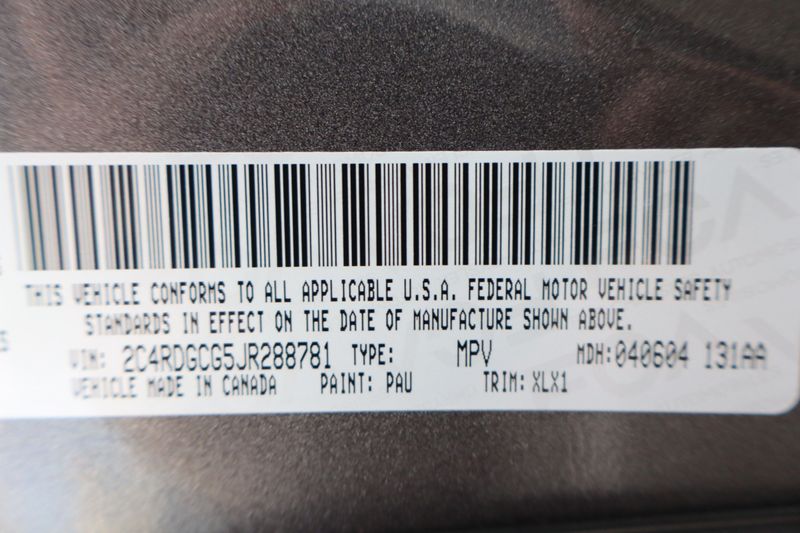 THIS VEHICLE CONFORMS TO ALL APPLICABLE U.S.A. FEDERAL MOTOR VEHICLE SAFETY
STANDARDS IN EFFECT ON THE DATE OF MANUFACTURE SHOWN ABOVE.
VIN: 2C4RDGCG5JR288781 TYPE: MPV MDH: 040604 131AA
VEHICLE MADE IN CANADA PAINT: PAU TRIM: XLX1